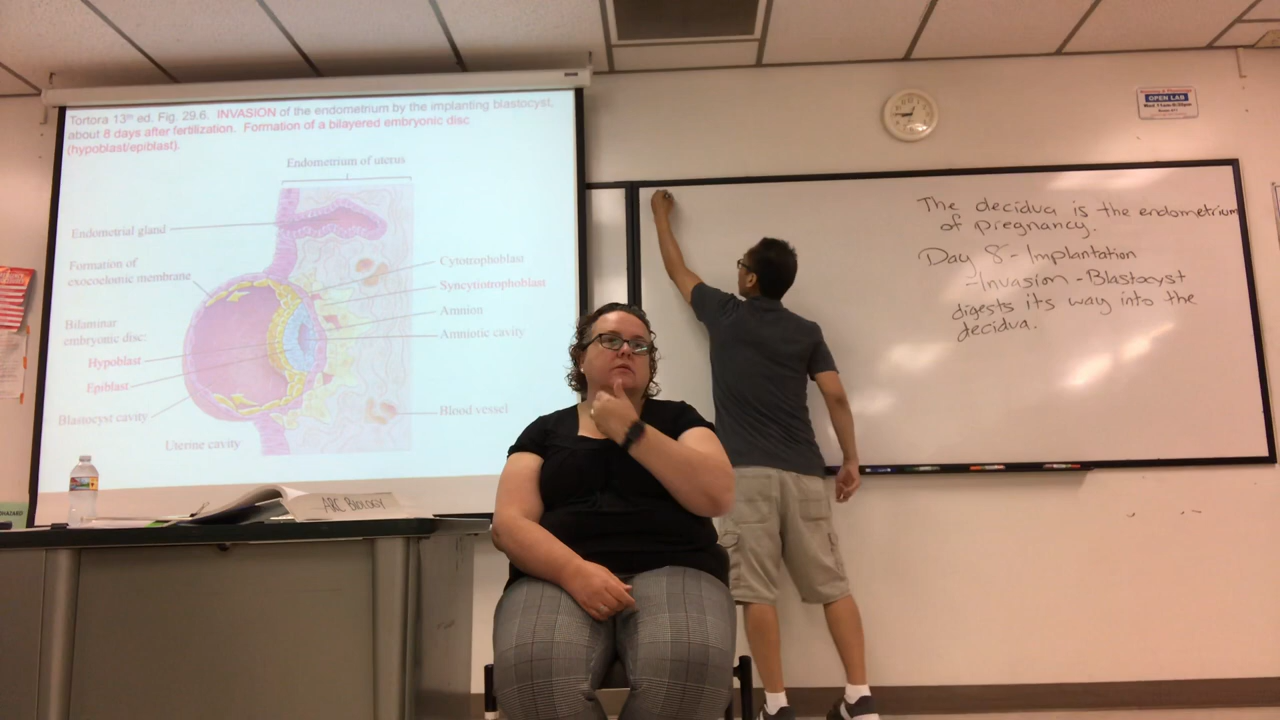 Tortora 13th ed. Fig. 29.6. INVASION of the endometrium by the implanting blastocyst,
about 8 days after fertilization. Formation of a bilayered embryonic disc
(hypoblast/epiblast).
Endometrium of uterus
Endometrial gland
Formation of
exocoelomic membrane
Bilaminar
embryonic disc:
Hypoblast
Epiblast
Blastocyst cavity
Uterine cavity
Cytotrophoblast
Syncytiotrophoblast
Amnion
Amniotic cavity
Blood vessel
ARC BIOLOGY
The decidua is the endometrium
of pregnancy.
Day 8 - Implantation
- Invasion - Blastocyst
digests its way into the
decidua.
OPEN LAB